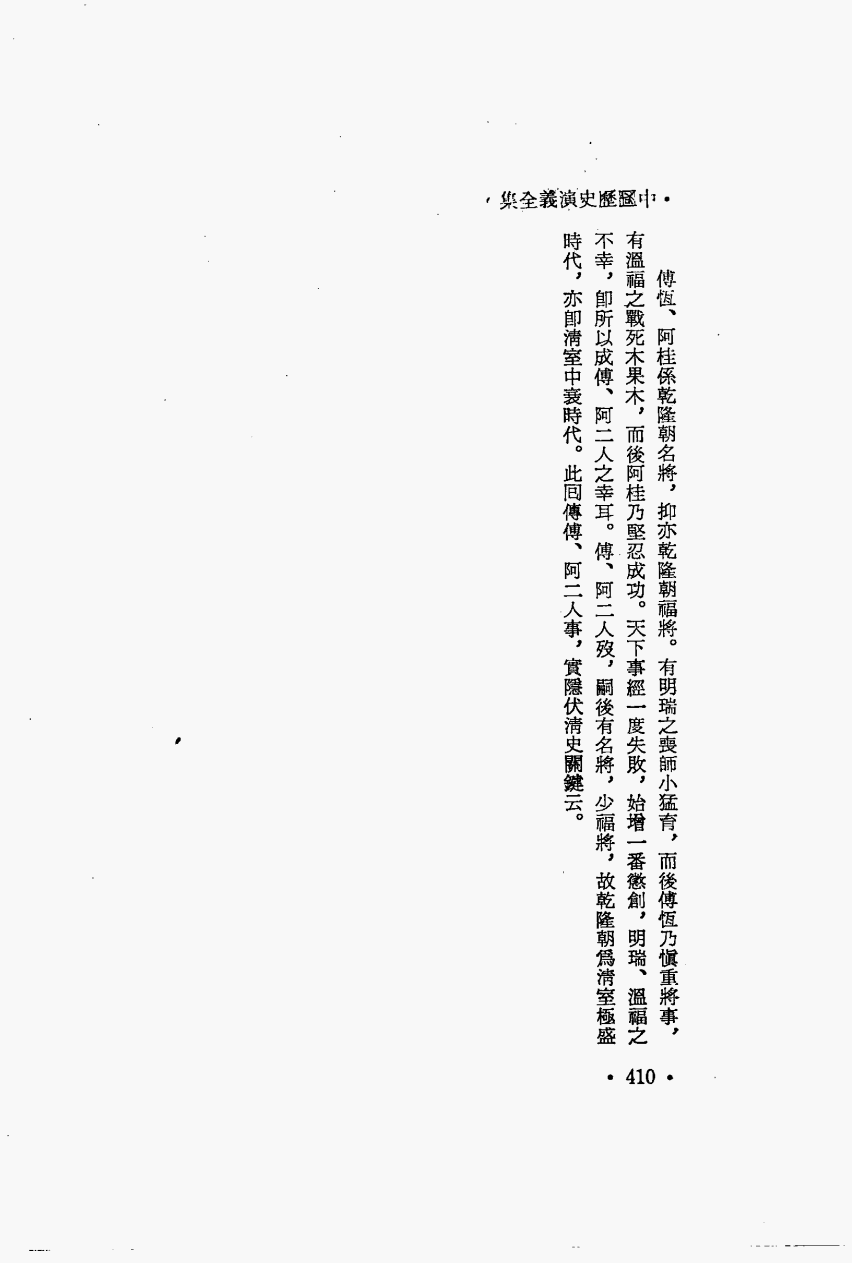 ·中國歷史演義全集·
傅恆、阿桂係乾隆朝名將，抑亦乾隆朝福將。有明瑞之喪師小猛育，而後傅恆乃愼重將事，
有溫福之戰死木果木，而後阿桂乃堅忍成功。天下事經一度失敗，始增一番懲創，明瑞、溫福之
不幸，卽所以成傅、阿二人之幸耳。傅、阿二人歿，嗣後有名將，少福將，故乾隆朝爲淸室極盛
時代，亦卽淸室中衰時代。此回傳傅、阿二人事，實隱伏淸史關鍵云。
· 410 ·